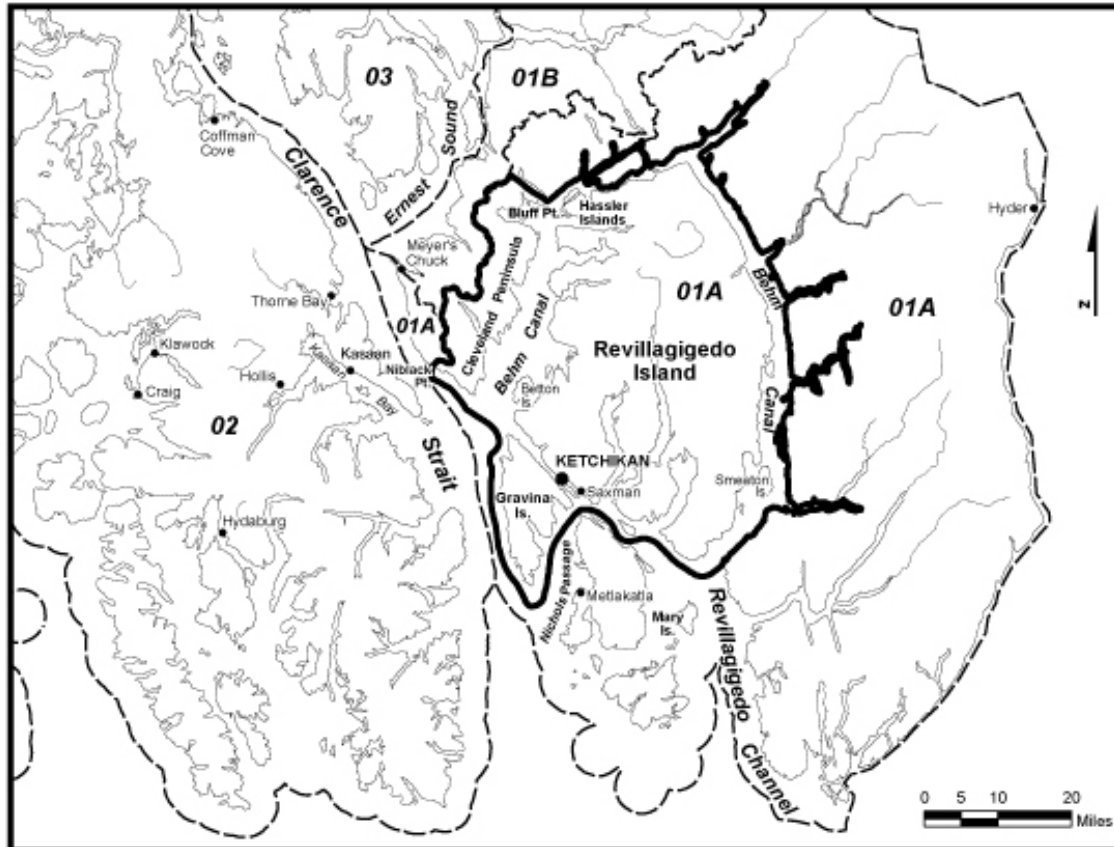 01B
03
Coffman
Cove
Clarence
Strait
Ernest Sound
Bluff Pt.
Hassler
Islands
Hyder
Meyer's
Chuck
Cleveland Peninsula
Behm Canal
01A
Behm
Canal
01A
01A
Thorne Bay
Klawock
Kasaan
Kasaan Bay
Niblack
Pt.
Revillagigedo
Island
Craig
Hollis
Betton
Is.
02
KETCHIKAN
Saxman
Smeaton
Is.
Gravina
Is.
Hydaburg
Nichols Passage
Metlakatla
Mary
Is.
Revillagigedo
Channel
N
0 5 10 20
Miles